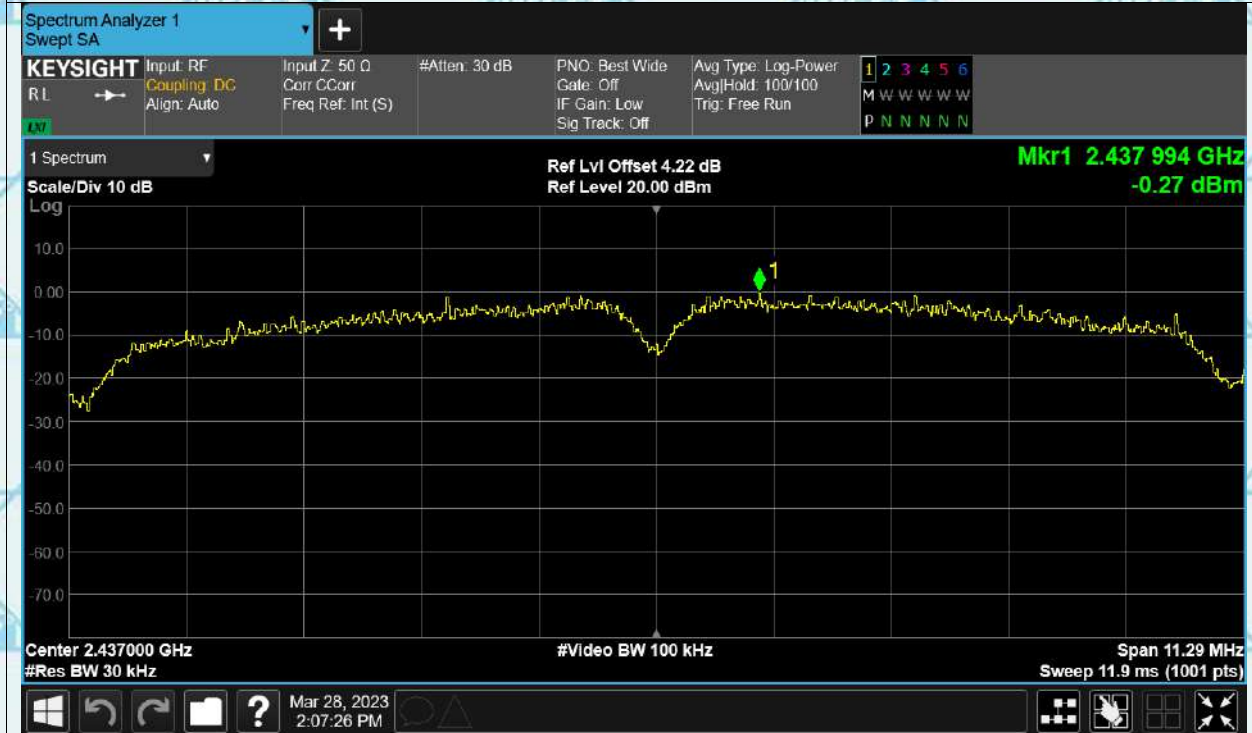 Spectrum Analyzer 1
Swept SA
+
KEYSIGHT
R L
LXI
Input: RF
Coupling: DC
Align: Auto
Input Z: 50 Ω
Corr CCorr
Freq Ref: Int (S)
#Atten: 30 dB
PNO: Best Wide
Gate: Off
IF Gain: Low
Sig Track: Off
Avg Type: Log-Power
Avg|Hold: 100/100
Trig: Free Run
1 2 3 4 5 6
M W W W W W
P N N N N N
1 Spectrum
Scale/Div 10 dB
Log
Ref Lvl Offset 4.22 dB
Ref Level 20.00 dBm
Mkr1 2.437 994 GHz
-0.27 dBm
10.0
0.00
-10.0
-20.0
-30.0
-40.0
-50.0
-60.0
-70.0
1
Center 2.437000 GHz
#Res BW 30 kHz
#Video BW 100 kHz
Span 11.29 MHz
Sweep 11.9 ms (1001 pts)
?
Mar 28, 2023
2:07:26 PM